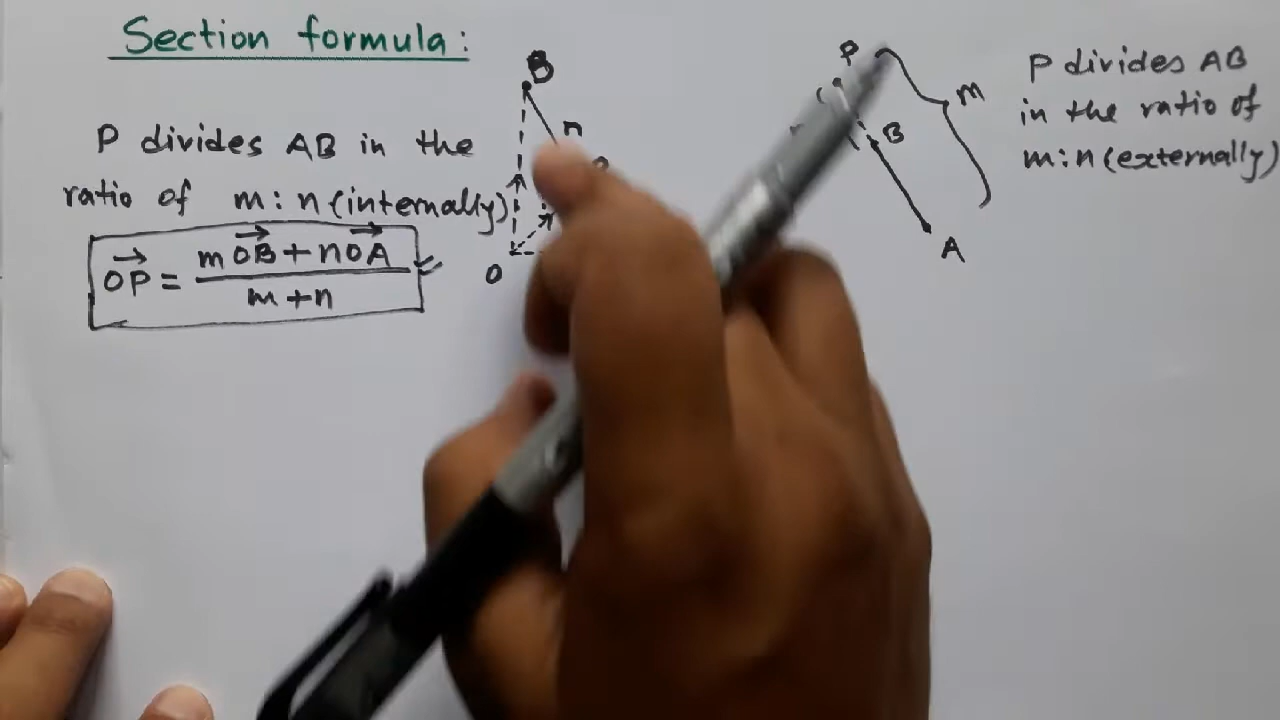 Section formula:
P divides AB in the
ratio of m:n (internally)
OP = mOB + nOA
m+n
B
n
O
P
B
m
A
P divides AB
in the ratio of
m:n (externally)